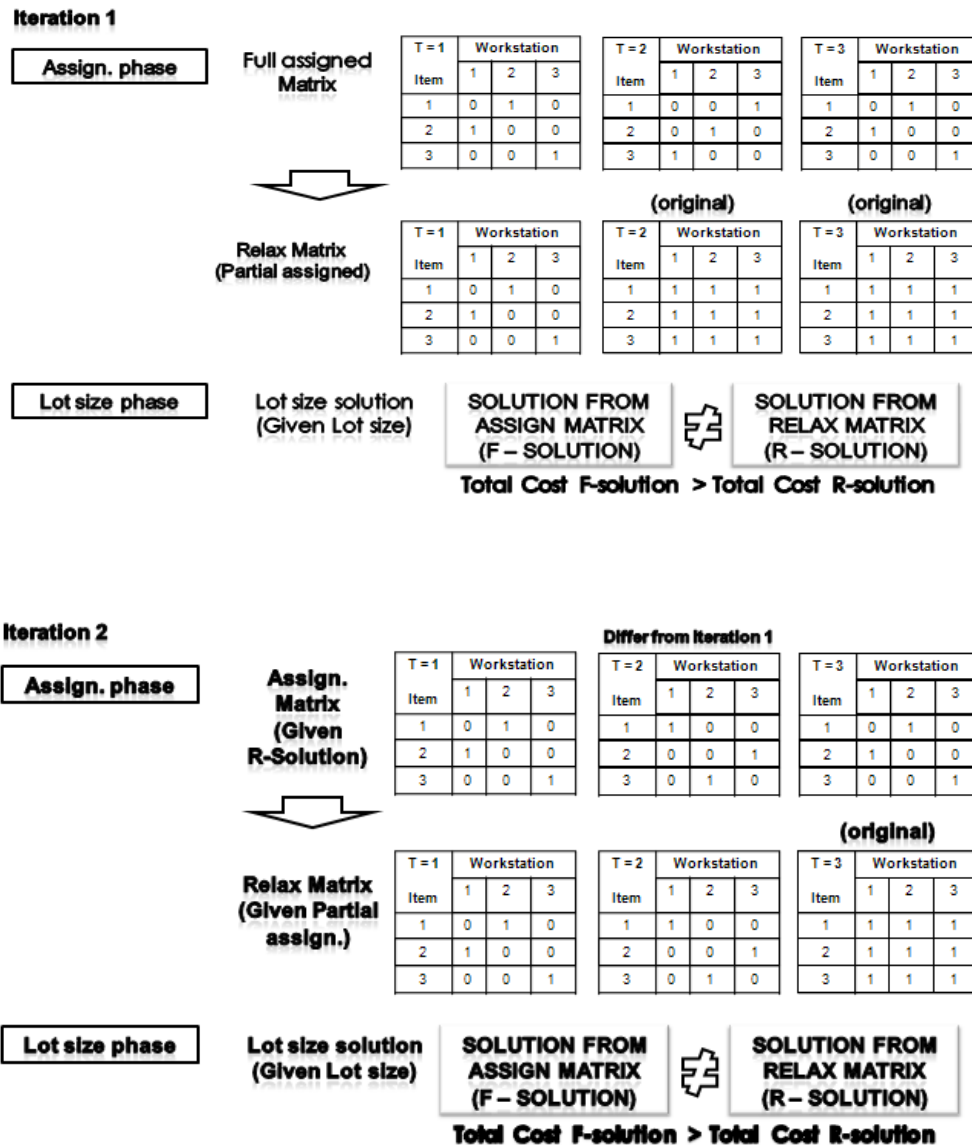 Iteration 1
Assign. phase
Full assigned
Matrix
T = 1 Workstation
Item 1 2 3
1 0 1 0
2 1 0 0
3 0 0 1
T = 2 Workstation
Item 1 2 3
1 0 0 1
2 0 1 0
3 1 0 0
T = 3 Workstation
Item 1 2 3
1 0 1 0
2 1 0 0
3 0 0 1
(original) (original)
Relax Matrix
(Partial assigned)
T = 1 Workstation
Item 1 2 3
1 0 1 0
2 1 0 0
3 0 0 1
T = 2 Workstation
Item 1 2 3
1 1 1 1
2 1 1 1
3 1 1 1
T = 3 Workstation
Item 1 2 3
1 1 1 1
2 1 1 1
3 1 1 1
Lot size phase
Lot size solution
(Given Lot size)
SOLUTION FROM
ASSIGN MATRIX
(F – SOLUTION)
≠
SOLUTION FROM
RELAX MATRIX
(R – SOLUTION)
Total Cost F-solution > Total Cost R-solution
Iteration 2
Differ from Iteration 1
Assign. phase
Assign.
Matrix
(Given
R-Solution)
T = 1 Workstation
Item 1 2 3
1 0 1 0
2 1 0 0
3 0 0 1
T = 2 Workstation
Item 1 2 3
1 1 0 0
2 0 0 1
3 0 1 0
T = 3 Workstation
Item 1 2 3
1 0 1 0
2 1 0 0
3 0 0 1
(original)
Relax Matrix
(Given Partial
assign.)
T = 1 Workstation
Item 1 2 3
1 0 1 0
2 1 0 0
3 0 0 1
T = 2 Workstation
Item 1 2 3
1 1 0 0
2 0 0 1
3 0 1 0
T = 3 Workstation
Item 1 2 3
1 1 1 1
2 1 1 1
3 1 1 1
Lot size phase
Lot size solution
(Given Lot size)
SOLUTION FROM
ASSIGN MATRIX
(F – SOLUTION)
≠
SOLUTION FROM
RELAX MATRIX
(R – SOLUTION)
Total Cost F-solution > Total Cost R-solution